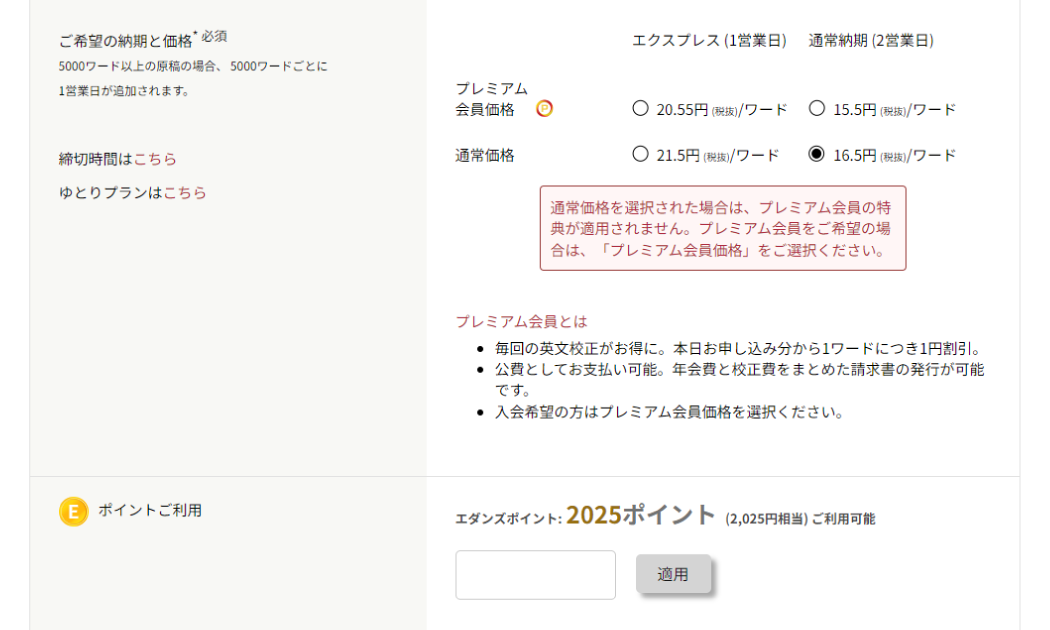 ご希望の納期と価格* 必須
5000ワード以上の原稿の場合、5000ワードごとに
1営業日が追加されます。
締切時間はこちら
ゆとりプランはこちら
エクスプレス (1営業日) 通常納期 (2営業日)
プレミアム
会員価格 P 20.55円 (税抜)/ワード 15.5円 (税抜)/ワード
通常価格 21.5円 (税抜)/ワード 16.5円 (税抜)/ワード
通常価格を選択された場合は、プレミアム会員の特
典が適用されません。プレミアム会員をご希望の場
合は、「プレミアム会員価格」をご選択ください。
プレミアム会員とは
• 毎回の英文校正がお得に。本日お申し込み分から1ワードにつき1円割引。
• 公費としてお支払い可能。年会費と校正費をまとめた請求書の発行が可能
です。
• 入会希望の方はプレミアム会員価格を選択ください。
E ポイントご利用
エダンズポイント: 2025ポイント (2,025円相当) ご利用可能
適用